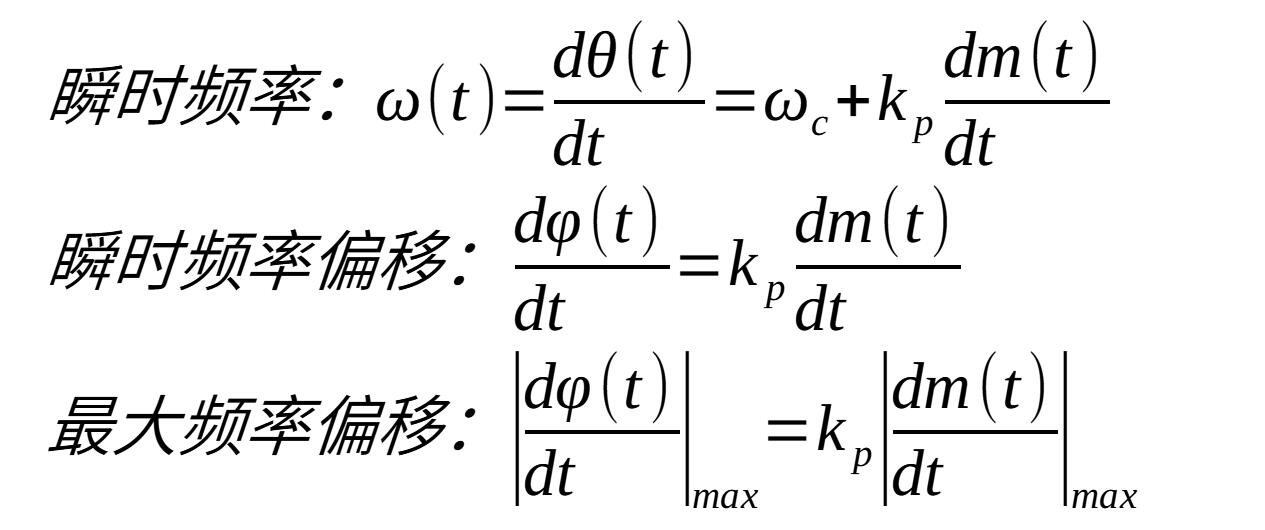 瞬时频率：ω(t)=dθ(t)/dt=ω_c+k_p dm(t)/dt
瞬时频率偏移：dφ(t)/dt=k_p dm(t)/dt
最大频率偏移：|dφ(t)/dt|_max=k_p|dm(t)/dt|_max